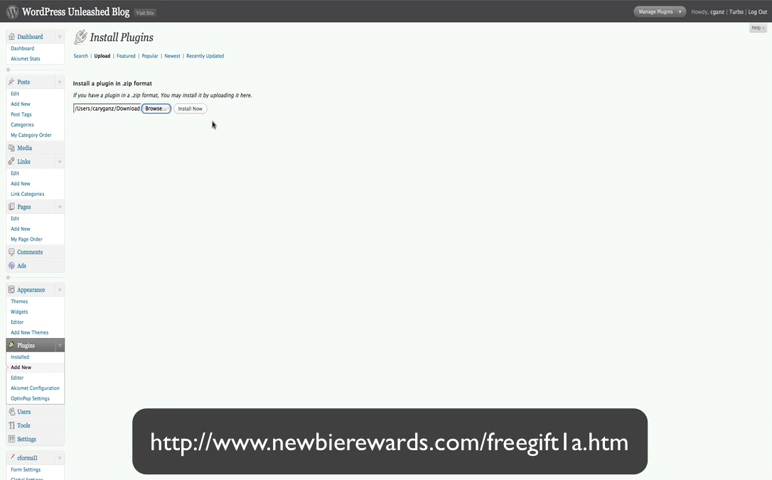 WordPress Unleashed Blog Visit Site
Manage Plugins
Howdy, cganz | Turbo | Log Out
Help
Install Plugins
Search | Upload | Featured | Popular | Newest | Recently Updated
Install a plugin in .zip format
If you have a plugin in a .zip format, You may install it by uploading it here.
/Users/caryganz/Download Browse... Install Now
Dashboard
Dashboard
Akismet Stats
Posts
Edit
Add New
Post Tags
Categories
My Category Order
Media
Links
Edit
Add New
Link Categories
Pages
Edit
Add New
My Page Order
Comments
Ads
Appearance
Themes
Widgets
Editor
Add New Themes
Plugins
Installed
Add New
Editor
Akismet Configuration
OptinPop Settings
Users
Tools
Settings
cformsII
Form Settings
Global Settings
http://www.newbierewards.com/freegift1a.htm